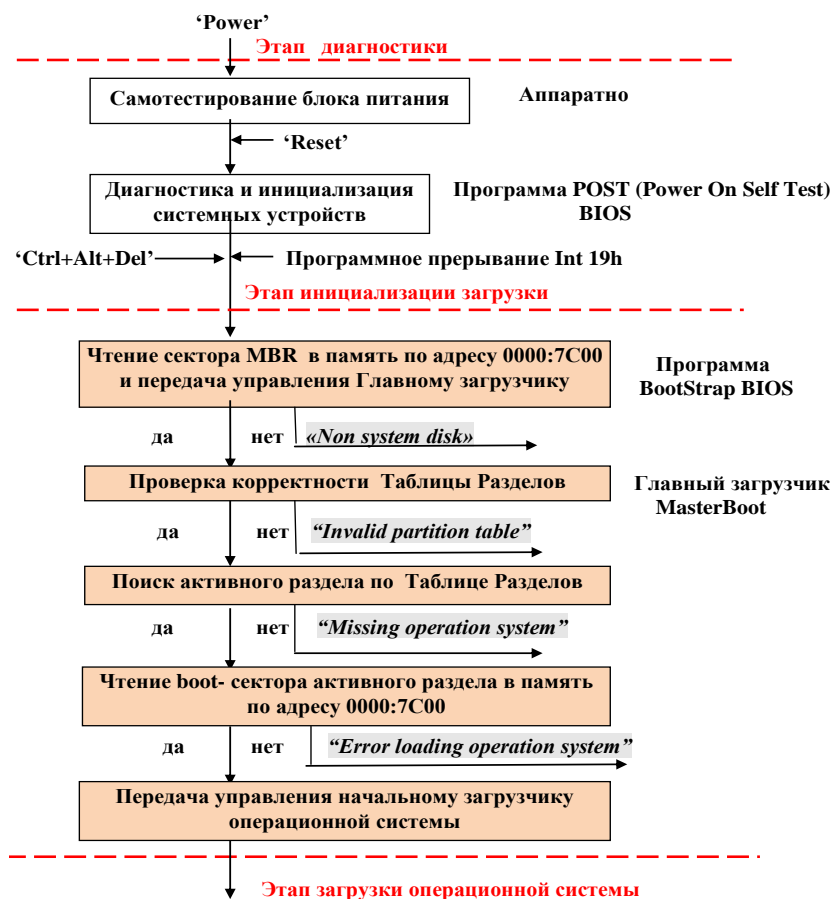 ‘Power’
Этап диагностики
Самотестирование блока питания
Аппаратно
‘Reset’
Диагностика и инициализация
системных устройств
Программа POST (Power On Self Test)
BIOS
‘Ctrl+Alt+Del’
Программное прерывание Int 19h
Этап инициализации загрузки
Чтение сектора MBR в память по адресу 0000:7C00
и передача управления Главному загрузчику
Программа
BootStrap BIOS
да нет «Non system disk»
Проверка корректности Таблицы Разделов
Главный загрузчик
MasterBoot
да нет “Invalid partition table”
Поиск активного раздела по Таблице Разделов
да нет “Missing operation system”
Чтение boot- сектора активного раздела в память
по адресу 0000:7C00
да нет “Error loading operation system”
Передача управления начальному загрузчику
операционной системы
Этап загрузки операционной системы